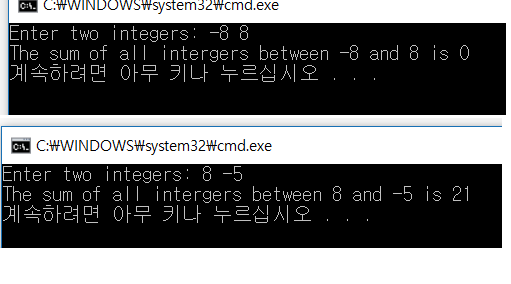 C:₩WINDOWS₩system32₩cmd.exe
Enter two integers: -8 8
The sum of all intergers between -8 and 8 is 0
계속하려면 아무 키나 누르십시오 . . .
C:₩WINDOWS₩system32₩cmd.exe
Enter two integers: 8 -5
The sum of all intergers between 8 and -5 is 21
계속하려면 아무 키나 누르십시오 . . .